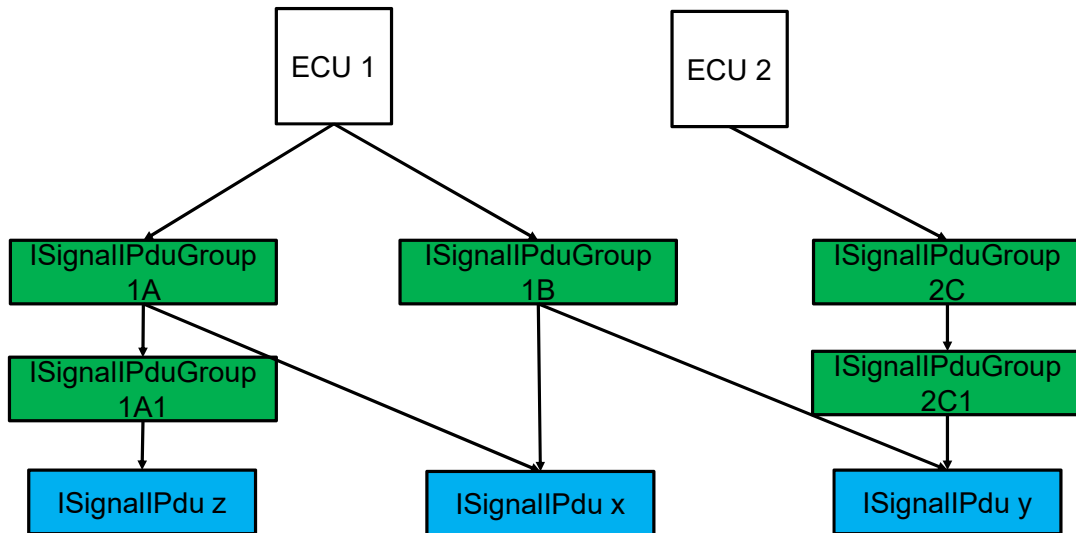 ECU 1
ECU 2
ISignalIPduGroup
1A
ISignalIPduGroup
1B
ISignalIPduGroup
2C
ISignalIPduGroup
1A1
ISignalIPduGroup
2C1
ISignalIPdu z
ISignalIPdu x
ISignalIPdu y